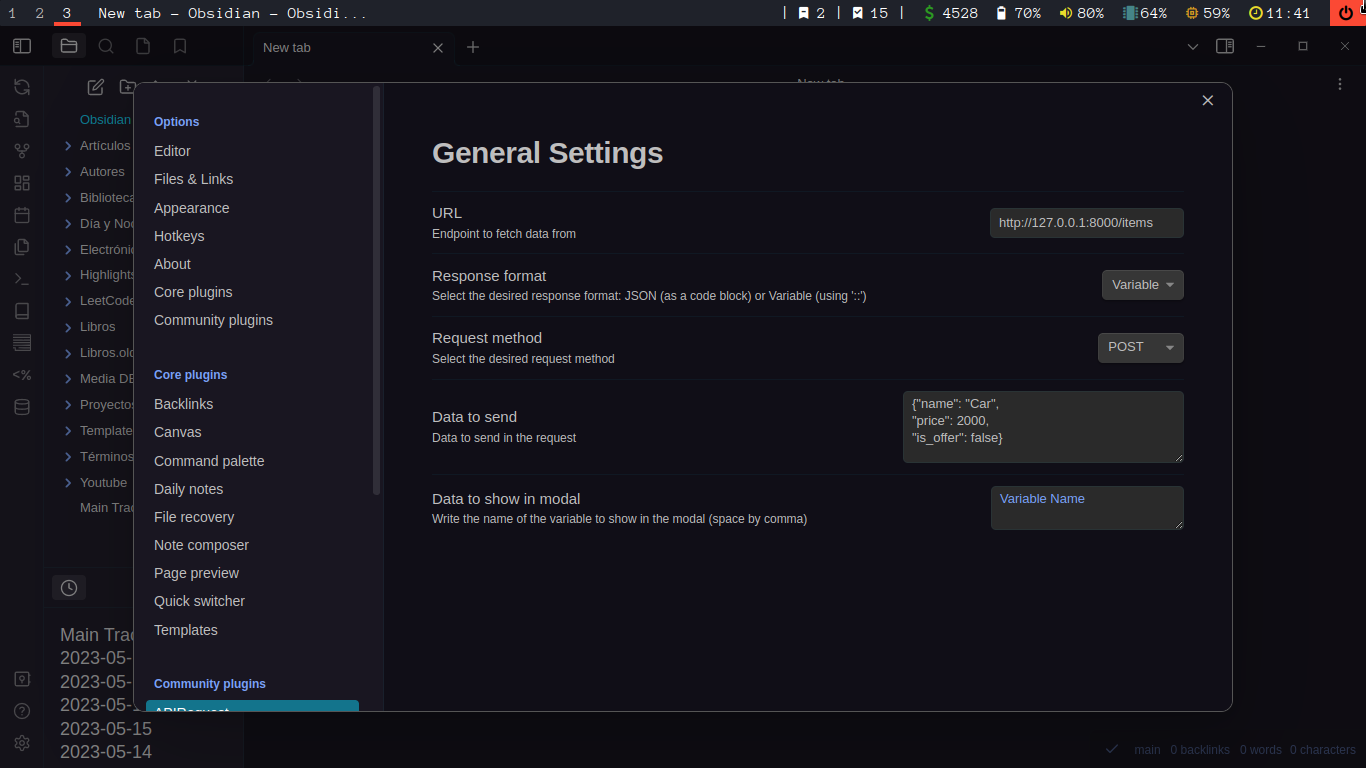 1 2 3 New tab – Obsidian – Obsidi... | 2 | 15 | $ 4528 70% 80% 64% 59% 11:41
New tab
New tab
Obsidian
Artículos
Autores
Biblioteca
Día y Noc
Electrónic
Highlights
LeetCode
Libros
Libros.old
Media DB
Proyectos
Template
Términos
Youtube
Main Trac
Main Trac
2023-05-
2023-05-
2023-05-
2023-05-15
2023-05-14
Options
Editor
Files & Links
Appearance
Hotkeys
About
Core plugins
Community plugins
Core plugins
Backlinks
Canvas
Command palette
Daily notes
File recovery
Note composer
Page preview
Quick switcher
Templates
Community plugins
APIRequest
General Settings
URL
Endpoint to fetch data from
http://127.0.0.1:8000/items
Response format
Select the desired response format: JSON (as a code block) or Variable (using '::')
Variable
Request method
Select the desired request method
POST
Data to send
Data to send in the request
{"name": "Car",
"price": 2000,
"is_offer": false}
Data to show in modal
Write the name of the variable to show in the modal (space by comma)
Variable Name
main 0 backlinks 0 words 0 characters